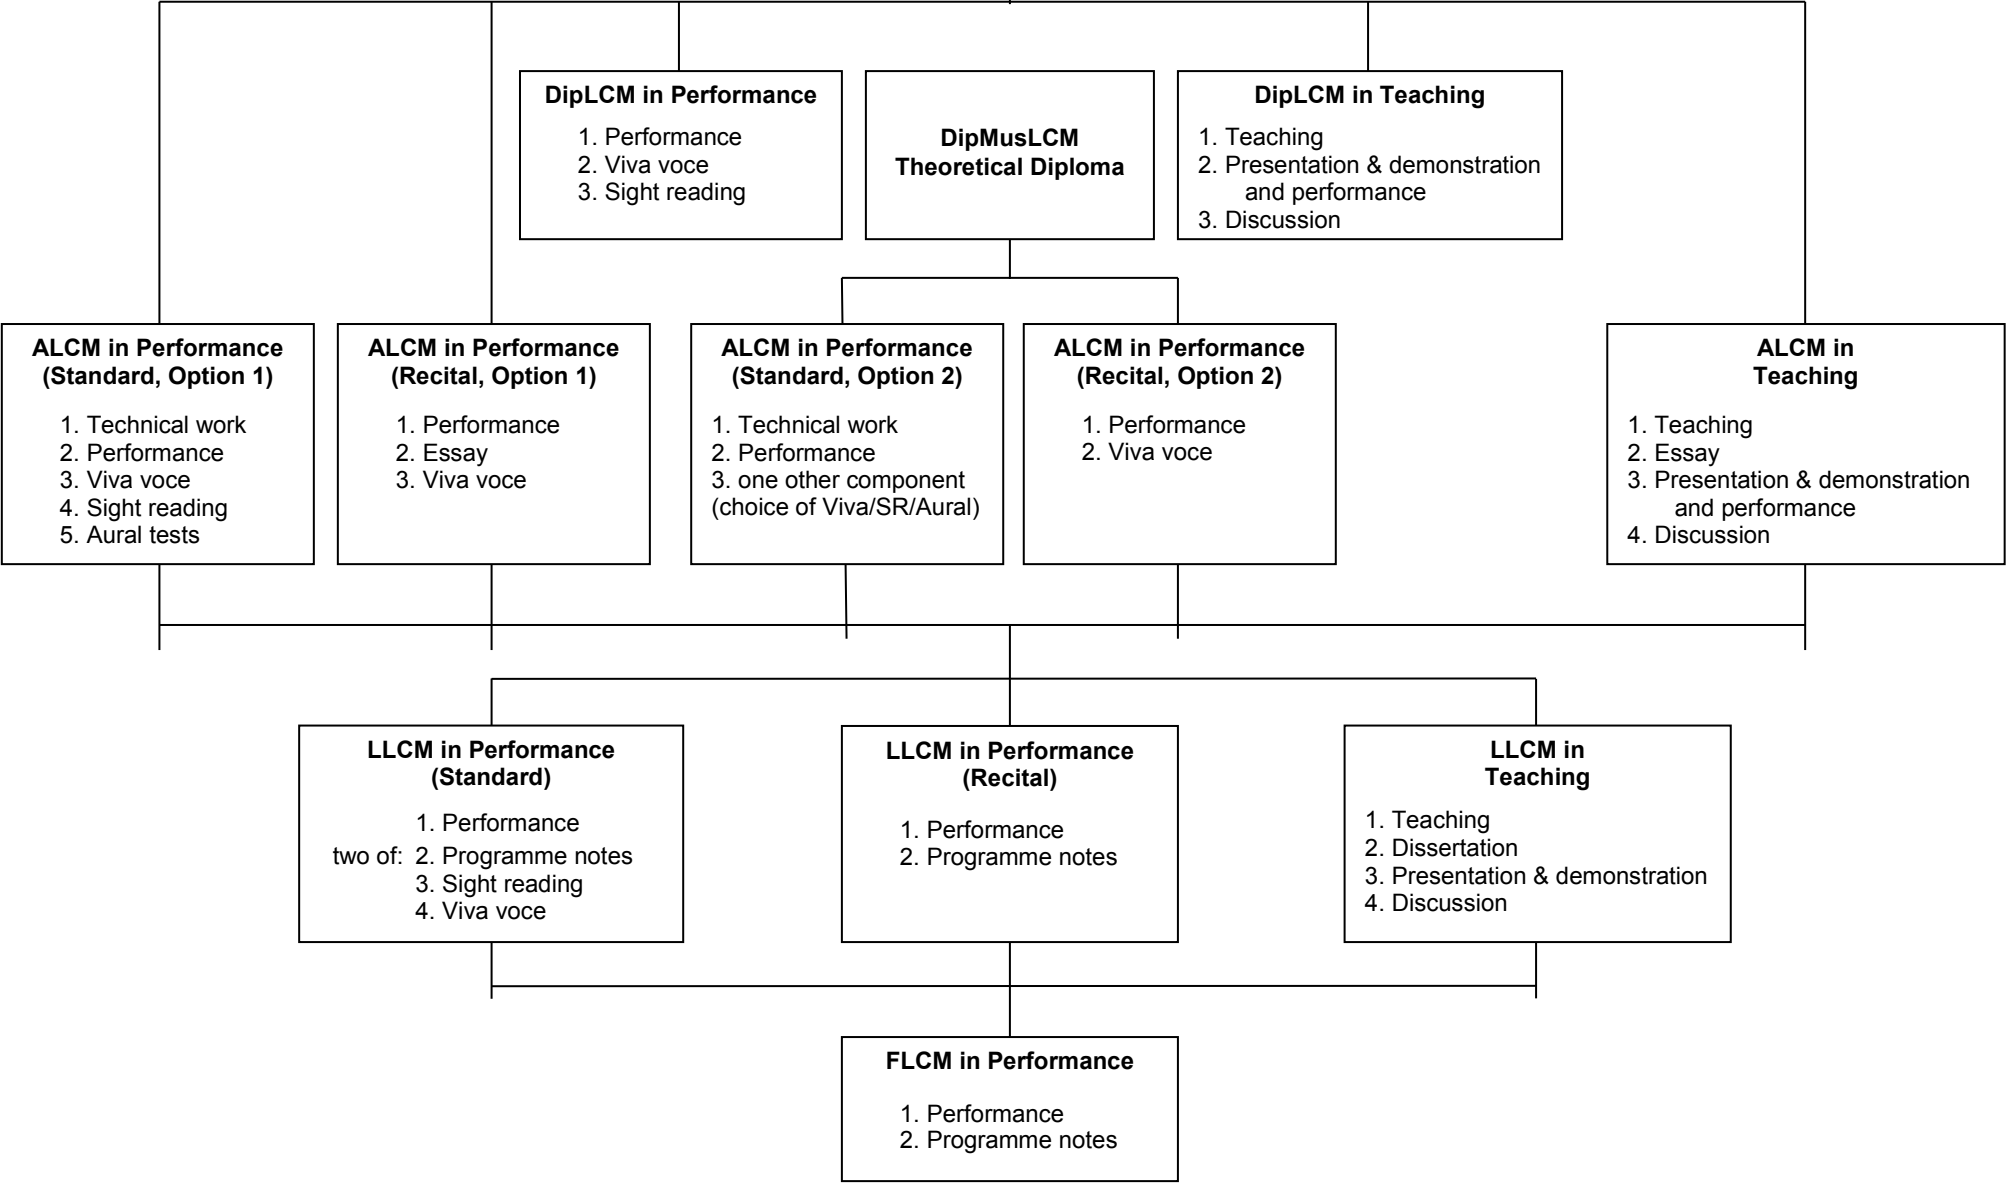 DipLCM in Performance
1. Performance
2. Viva voce
3. Sight reading
DipMusLCM
Theoretical Diploma
DipLCM in Teaching
1. Teaching
2. Presentation & demonstration
and performance
3. Discussion
ALCM in Performance
(Standard, Option 1)
1. Technical work
2. Performance
3. Viva voce
4. Sight reading
5. Aural tests
ALCM in Performance
(Recital, Option 1)
1. Performance
2. Essay
3. Viva voce
ALCM in Performance
(Standard, Option 2)
1. Technical work
2. Performance
3. one other component
(choice of Viva/SR/Aural)
ALCM in Performance
(Recital, Option 2)
1. Performance
2. Viva voce
ALCM in
Teaching
1. Teaching
2. Essay
3. Presentation & demonstration
and performance
4. Discussion
LLCM in Performance
(Standard)
1. Performance
two of: 2. Programme notes
3. Sight reading
4. Viva voce
LLCM in Performance
(Recital)
1. Performance
2. Programme notes
LLCM in
Teaching
1. Teaching
2. Dissertation
3. Presentation & demonstration
4. Discussion
FLCM in Performance
1. Performance
2. Programme notes